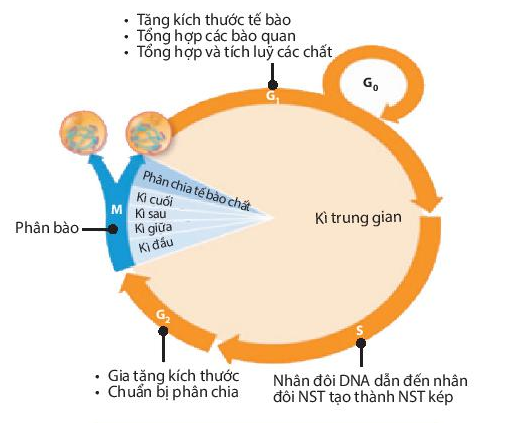 • Tăng kích thước tế bào
• Tổng hợp các bào quan
• Tổng hợp và tích luỹ các chất
G₁
G₀
Phân chia tế bào chất
Kì cuối
M
Kì sau
Kì trung gian
Phân bào
Kì giữa
Kì đầu
G₂
S
• Gia tăng kích thước
• Chuẩn bị phân chia
Nhân đôi DNA dẫn đến nhân
đôi NST tạo thành NST kép